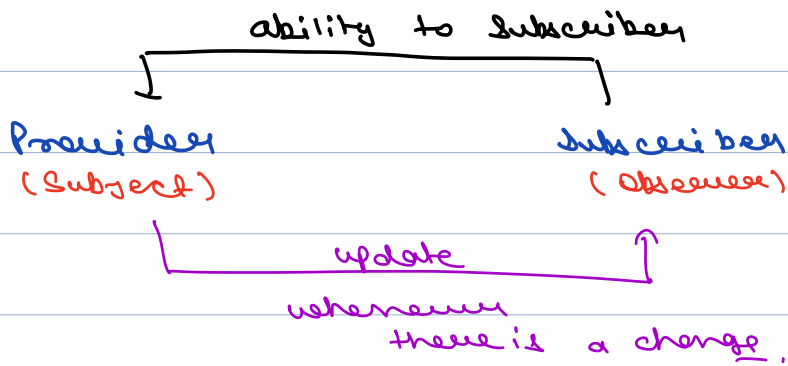 ability to Subscriber
Provider Subscriber
(Subject) (Observer)
update
whenever
there is a change.